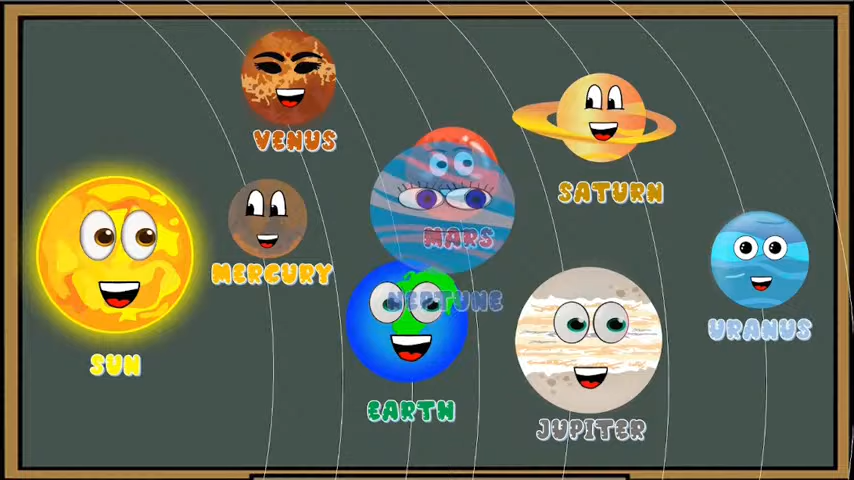 VENUS
SATURN
MARS
MERCURY
NEPTUNE
URANUS
SUN
EARTH
JUPITER